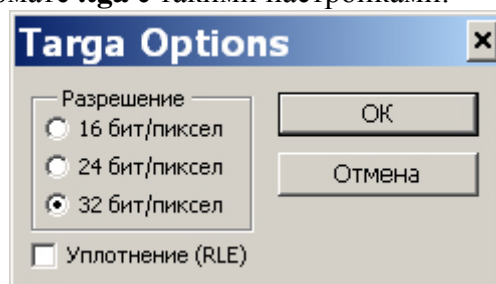 Targa Options
Разрешение
16 бит/пиксел
24 бит/пиксел
32 бит/пиксел
Уплотнение (RLE)
ОК
Отмена